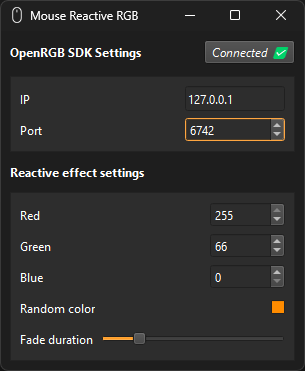 Mouse Reactive RGB
OpenRGB SDK Settings Connected
IP 127.0.0.1
Port 6742
Reactive effect settings
Red 255
Green 66
Blue 0
Random color
Fade duration